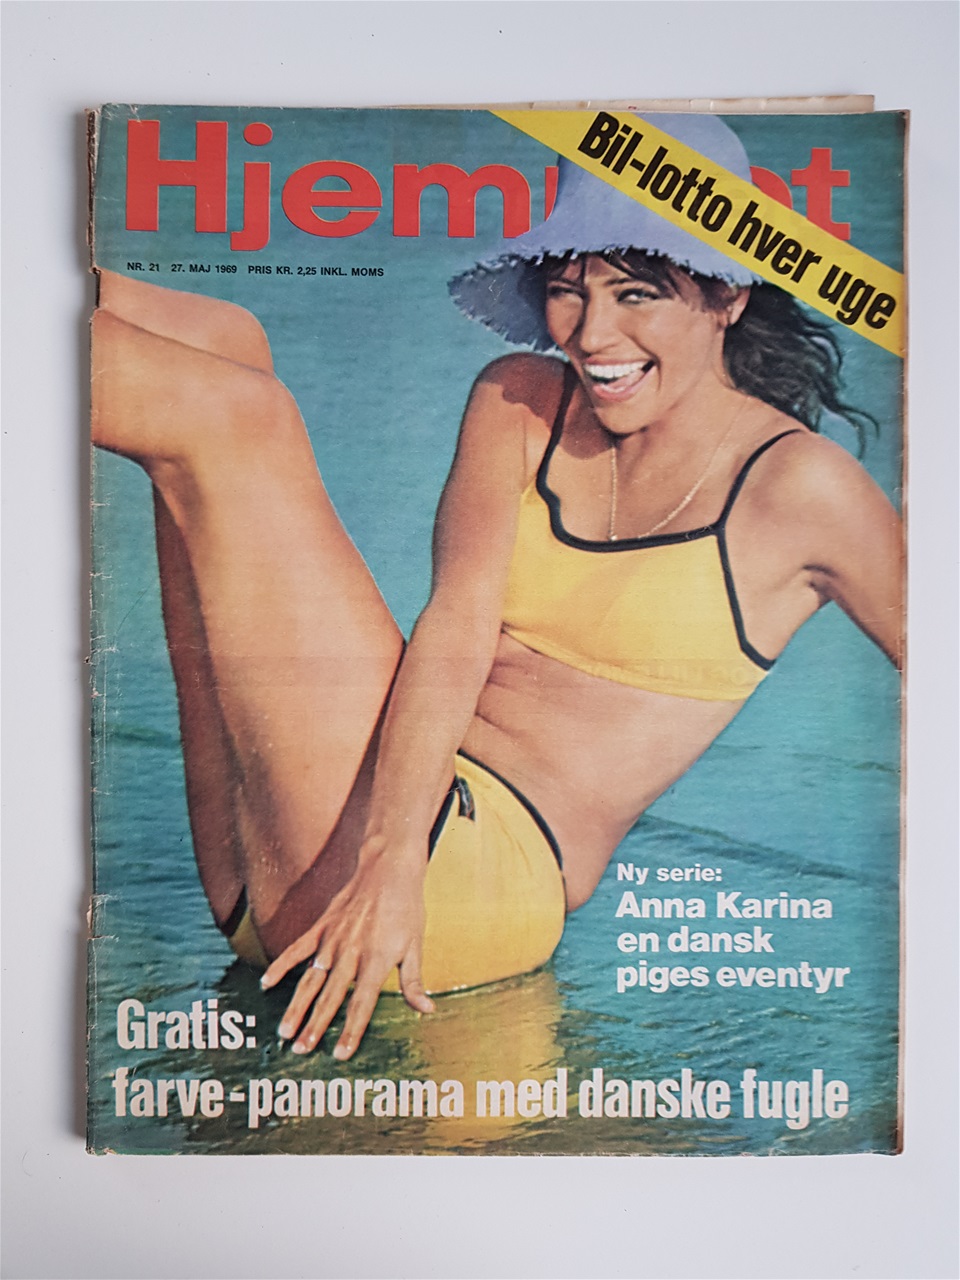 Hjemmet
Bil-lotto hver uge
NR. 21 27. MAJ 1969 PRIS KR. 2,25 INKL. MOMS
Ny serie:
Anna Karina
en dansk
piges eventyr
Gratis:
farve-panorama med danske fugle